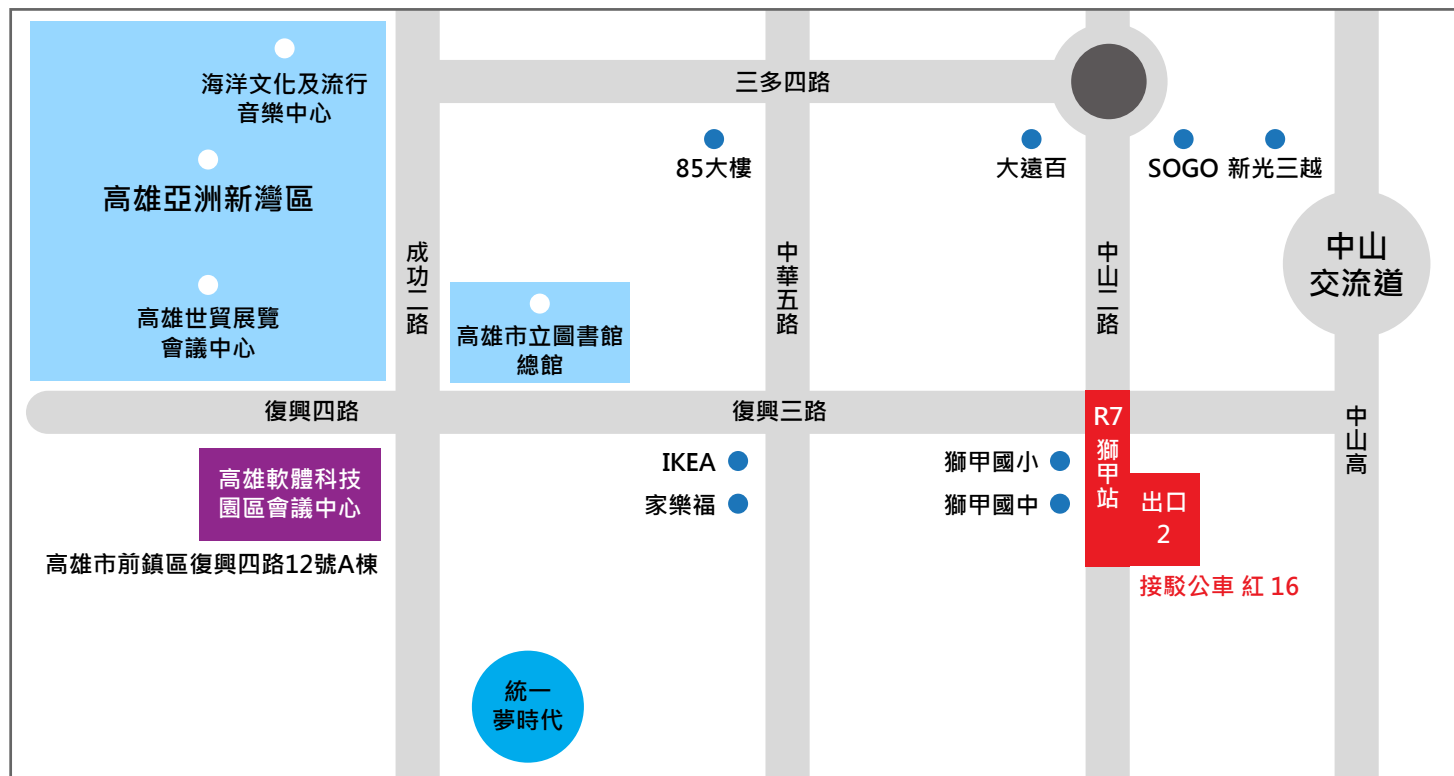 海洋文化及流行
音樂中心
高雄亞洲新灣區
高雄世貿展覽
會議中心
三多四路
85大樓
大遠百
SOGO 新光三越
中山
交流道
成功二路
中華五路
中山二路
高雄市立圖書館
總館
復興四路
復興三路
中山高
R7
獅甲站
出口
2
接駁公車 紅 16
高雄軟體科技
園區會議中心
高雄市前鎮區復興四路12號A棟
IKEA
家樂福
獅甲國小
獅甲國中
統一
夢時代